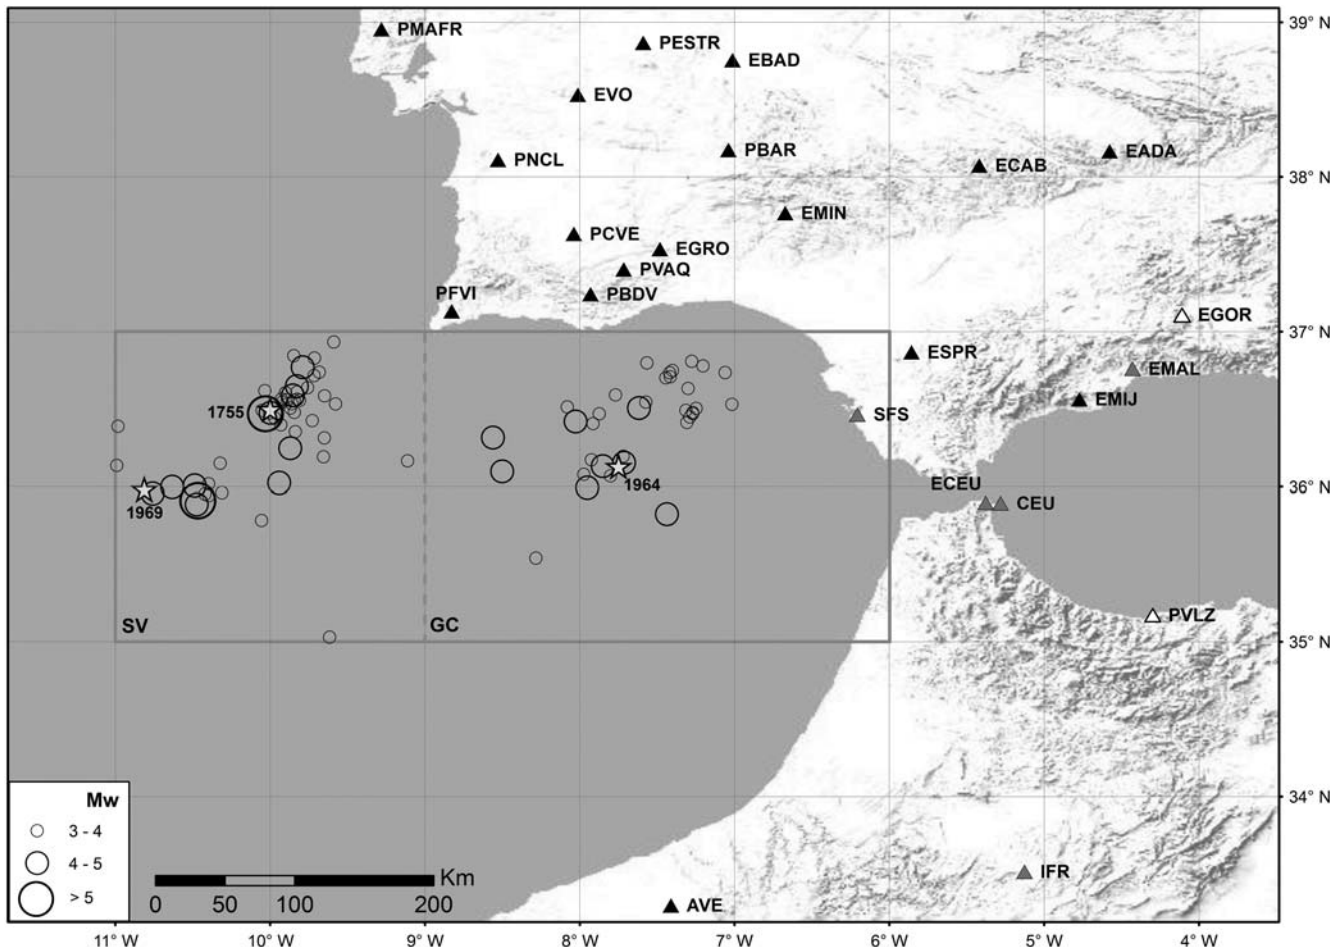 39° N
PMAFR
PESTR
EBAD
EVO
PNCL
PBAR
ECAB
EADA
38° N
EMIN
PCVE
EGRO
PVAQ
PBDV
PFVI
EGOR
37° N
ESPR
EMAL
EMIJ
1755
SFS
1964
ECEU
36° N
1969
CEU
PVLZ
SV
GC
35° N
Mw
3 - 4
4 - 5
> 5
34° N
Km
0 50 100 200
IFR
AVE
11° W 10° W 9° W 8° W 7° W 6° W 5° W 4° W